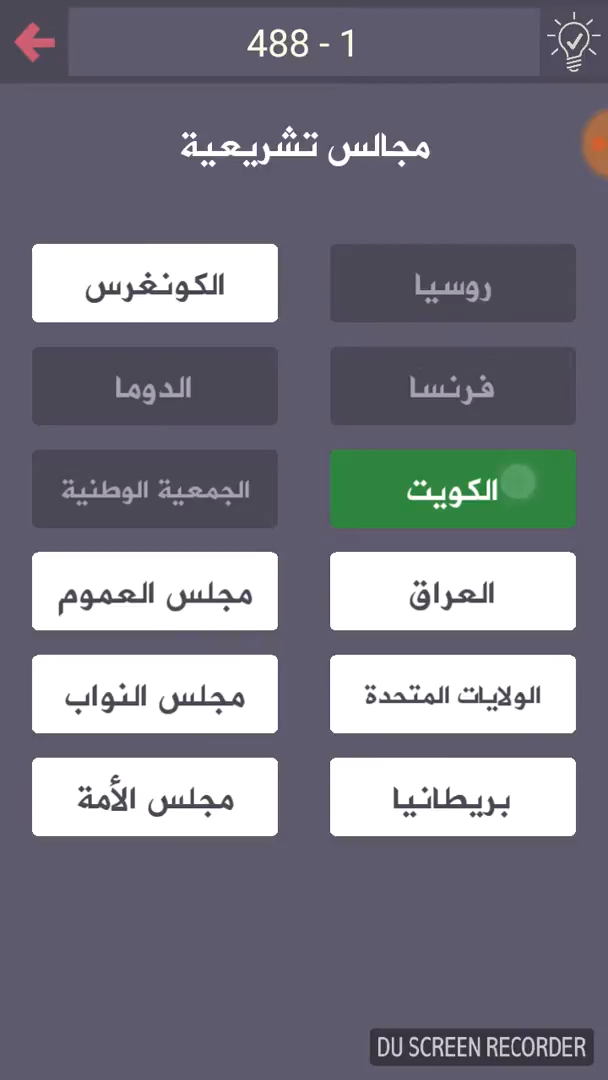 488 - 1
مجالس تشريعية
روسيا
الكونغرس
فرنسا
الدوما
الكويت
الجمعية الوطنية
العراق
مجلس العموم
الولايات المتحدة
مجلس النواب
بريطانيا
مجلس الأمة
DU SCREEN RECORDER